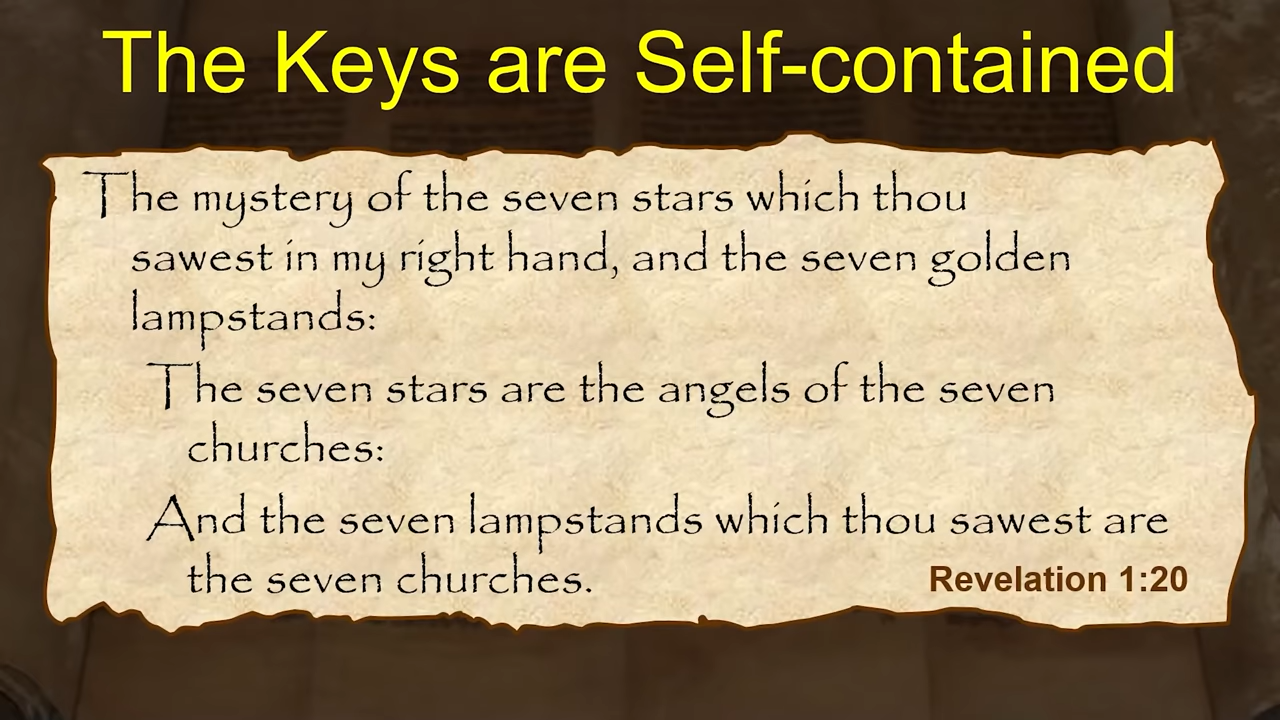 The Keys are Self-contained
The mystery of the seven stars which thou
sawest in my right hand, and the seven golden
lampstands:
The seven stars are the angels of the seven
churches:
And the seven lampstands which thou sawest are
the seven churches.
Revelation 1:20